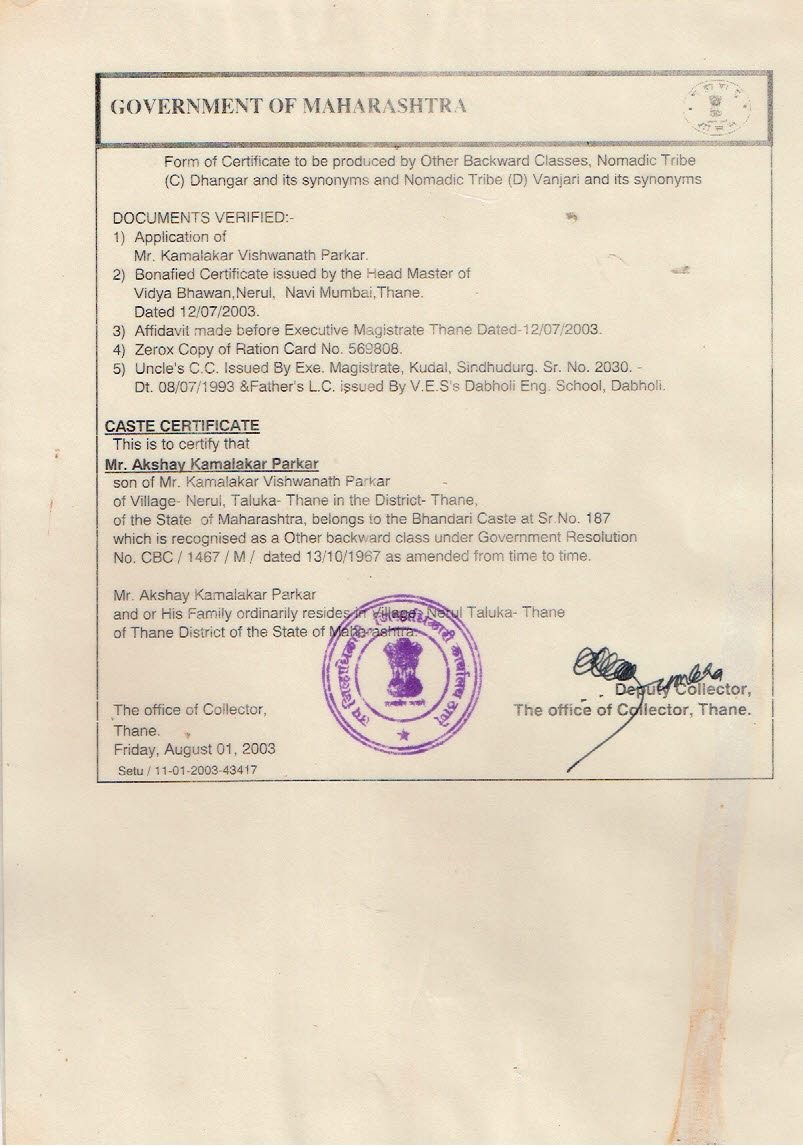 GOVERNMENT OF MAHARASHTRA
Form of Certificate to be produced by Other Backward Classes, Nomadic Tribe
(C) Dhangar and its synonyms and Nomadic Tribe (D) Vanjari and its synonyms
DOCUMENTS VERIFIED:-
1) Application of
Mr. Kamalakar Vishwanath Parkar.
2) Bonafied Certificate issued by the Head Master of
Vidya Bhawan,Nerul, Navi Mumbai,Thane.
Dated 12/07/2003.
3) Affidavit made before Executive Magistrate Thane Dated-12/07/2003.
4) Zerox Copy of Ration Card No. 569808.
5) Uncle's C.C. Issued By Exe. Magistrate, Kudal, Sindhudurg. Sr. No. 2030. -
Dt. 08/07/1993 &Father's L.C. issued By V.E.S's Dabholi Eng. School, Dabholi.
CASTE CERTIFICATE
This is to certify that
Mr. Akshay Kamalakar Parkar
son of Mr. Kamalakar Vishwanath Parkar
of Village- Nerul, Taluka- Thane in the District- Thane,
of the State of Maharashtra, belongs to the Bhandari Caste at Sr.No. 187
which is recognised as a Other backward class under Government Resolution
No. CBC / 1467 / M / dated 13/10/1967 as amended from time to time.
Mr. Akshay Kamalakar Parkar
and or His Family ordinarily resides in Village- Nerul Taluka- Thane
of Thane District of the State of Maharashtra.
उप जिल्हाधिकारी, जिल्हाधिकारी कार्यालय ठाणे
Deputy Collector,
The office of Collector, Thane.
The office of Collector,
Thane.
Friday, August 01, 2003
Setu / 11-01-2003-43417